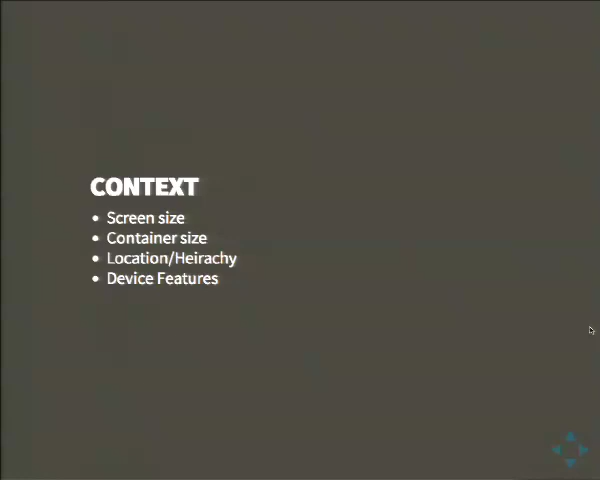 CONTEXT
• Screen size
• Container size
• Location/Heirachy
• Device Features